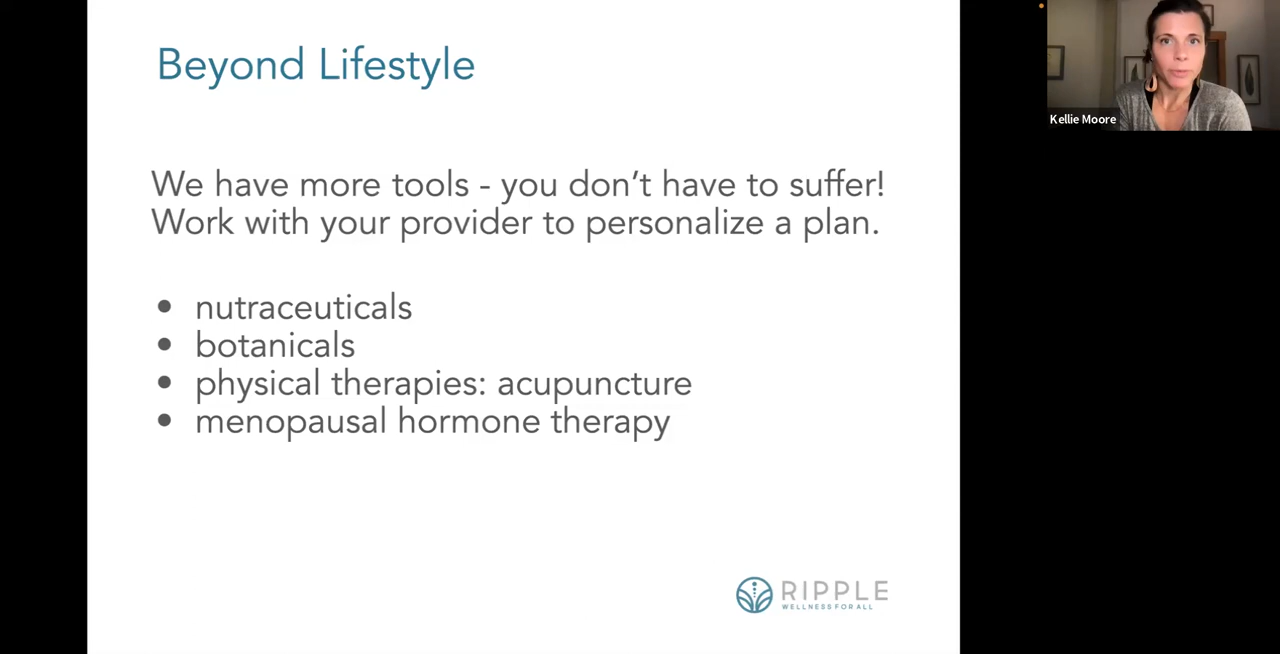 Beyond Lifestyle
We have more tools - you don't have to suffer!
Work with your provider to personalize a plan.
• nutraceuticals
• botanicals
• physical therapies: acupuncture
• menopausal hormone therapy
RIPPLE
WELLNESS FOR ALL
Kellie Moore